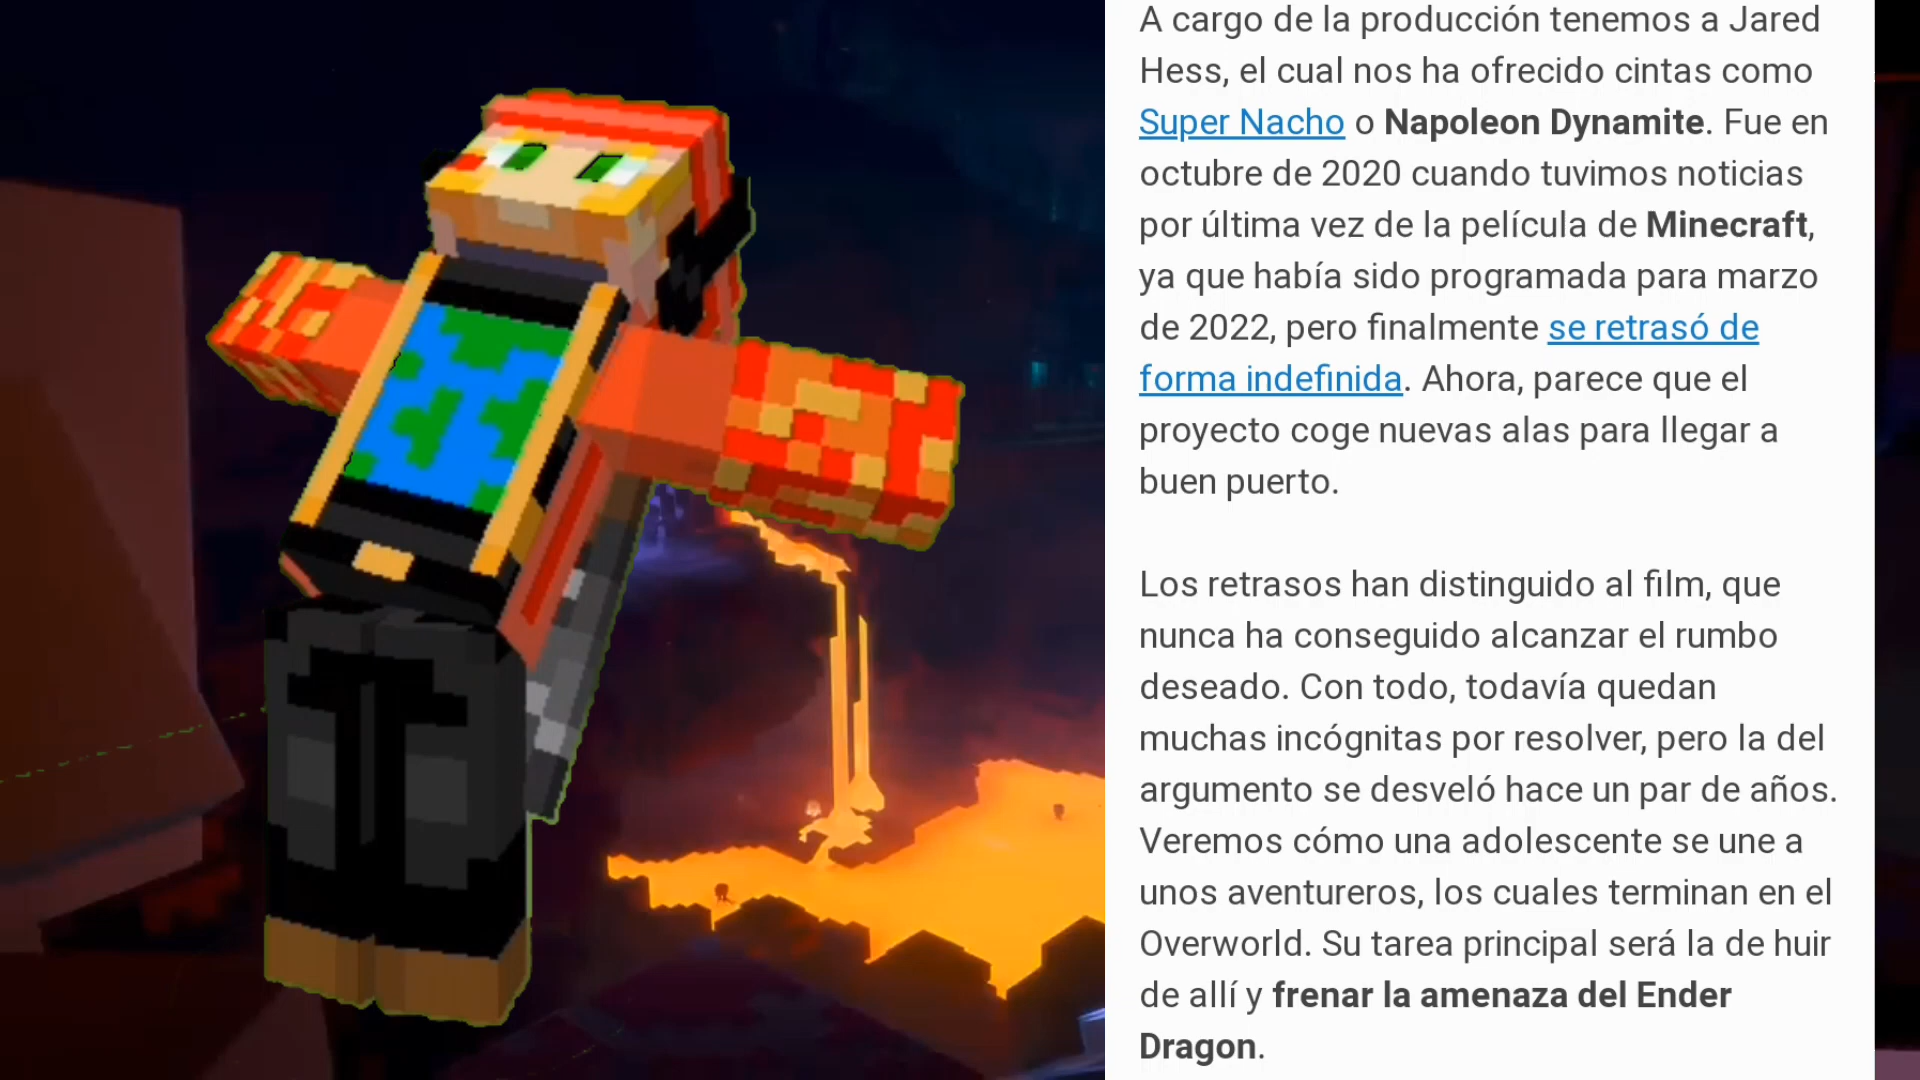 A cargo de la producción tenemos a Jared
Hess, el cual nos ha ofrecido cintas como
Super Nacho o Napoleon Dynamite. Fue en
octubre de 2020 cuando tuvimos noticias
por última vez de la película de Minecraft,
ya que había sido programada para marzo
de 2022, pero finalmente se retrasó de
forma indefinida. Ahora, parece que el
proyecto coge nuevas alas para llegar a
buen puerto.
Los retrasos han distinguido al film, que
nunca ha conseguido alcanzar el rumbo
deseado. Con todo, todavía quedan
muchas incógnitas por resolver, pero la del
argumento se desveló hace un par de años.
Veremos cómo una adolescente se une a
unos aventureros, los cuales terminan en el
Overworld. Su tarea principal será la de huir
de allí y frenar la amenaza del Ender
Dragon.